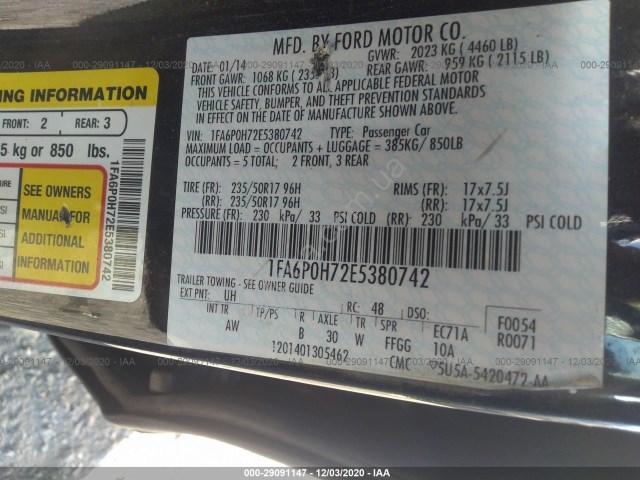 MFD. BY FORD MOTOR CO.
DATE: 01/14
GVWR: 2023 KG ( 4460 LB)
FRONT GAWR: 1068 KG ( LB)
REAR GAWR: 959 KG ( 2115 LB)
THIS VEHICLE CONFORMS TO ALL APPLICABLE FEDERAL MOTOR
VEHICLE SAFETY, BUMPER, AND THEFT PREVENTION STANDARDS
IN EFFECT ON THE DATE OF MANUFACTURE SHOWN ABOVE.
VIN: 1FA6P0H72E5380742 TYPE: Passenger Car
MAXIMUM LOAD = OCCUPANTS + LUGGAGE = 385KG/ 850LB
OCCUPANTS = 5 TOTAL; 2 FRONT, 3 REAR
TIRE (FR): 235/50R17 96H RIMS (FR): 17x7.5J
(RR): 235/50R17 96H (RR): 17x7.5J
PRESSURE (FR): 230 kPa/ 33 PSI COLD (RR): 230 kPa/ 33 PSI COLD
1FA6P0H72E5380742
TRAILER TOWING - SEE OWNER GUIDE
EXT PNT: UH RC: 48 DSO:
INT TR TP/PS R AXLE TR SPR EC71A F0054
AW B 30 W FFGG 10A R0071
1201401305462 CMC 75U5A-5420472-AA
ING INFORMATION
FRONT: 2 REAR: 3
5 kg or 850 lbs.
SEE OWNERS
MANUAL FOR
ADDITIONAL
INFORMATION
IRE
SI
SI
1FA6P0H72E5380742
000-29091147 - 12/03/2020 - IAAI